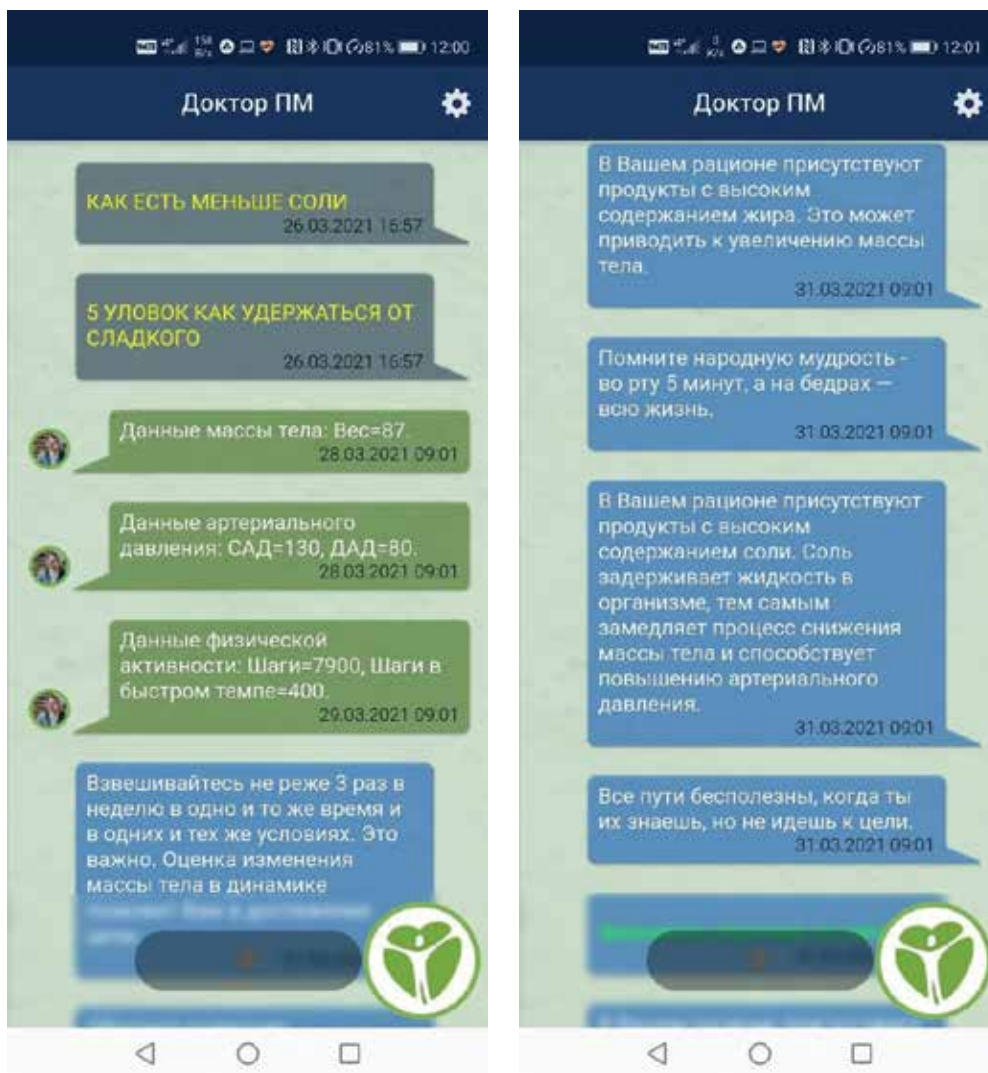 81% 12:00
Доктор ПМ
КАК ЕСТЬ МЕНЬШЕ СОЛИ
26.03.2021 16:57
5 УЛОВОК КАК УДЕРЖАТЬСЯ ОТ
СЛАДКОГО
26.03.2021 16:57
Данные массы тела: Вес=87.
28.03.2021 09:01
Данные артериального
давления: САД=130, ДАД=80.
28.03.2021 09:01
Данные физической
активности: Шаги=7900, Шаги в
быстром темпе=400.
29.03.2021 09:01
Взвешивайтесь не реже 3 раз в
неделю в одно и то же время и
в одних и тех же условиях. Это
важно. Оценка изменения
массы тела в динамике
81% 12:01
Доктор ПМ
В Вашем рационе присутствуют
продукты с высоким
содержанием жира. Это может
приводить к увеличению массы
тела.
31.03.2021 09:01
Помните народную мудрость -
во рту 5 минут, а на бедрах —
всю жизнь.
31.03.2021 09:01
В Вашем рационе присутствуют
продукты с высоким
содержанием соли. Соль
задерживает жидкость в
организме, тем самым
замедляет процесс снижения
массы тела и способствует
повышению артериального
давления.
31.03.2021 09:01
Все пути бесполезны, когда ты
их знаешь, но не идешь к цели.
31.03.2021 09:01